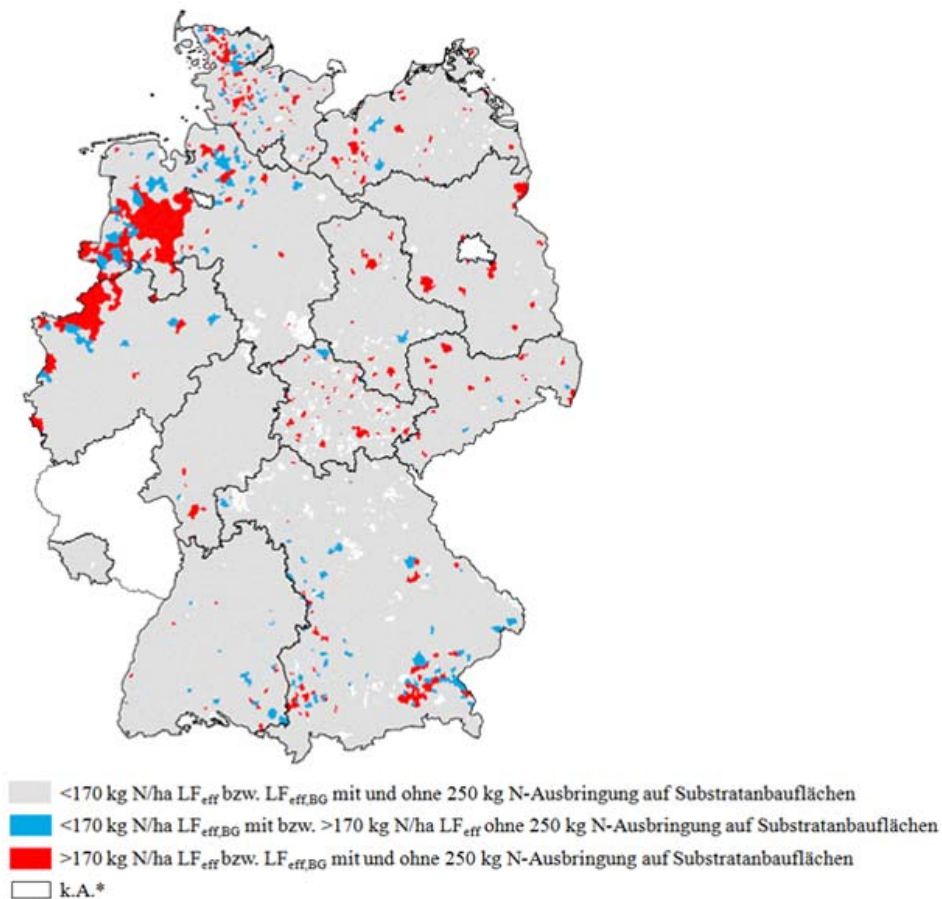 <170 kg N/ha LFeff bzw. LFeff,BG mit und ohne 250 kg N-Ausbringung auf Substratanbauflächen
<170 kg N/ha LFeff,BG mit bzw. >170 kg N/ha LFeff ohne 250 kg N-Ausbringung auf Substratanbauflächen
>170 kg N/ha LFeff bzw. LFeff,BG mit und ohne 250 kg N-Ausbringung auf Substratanbauflächen
k.A.*